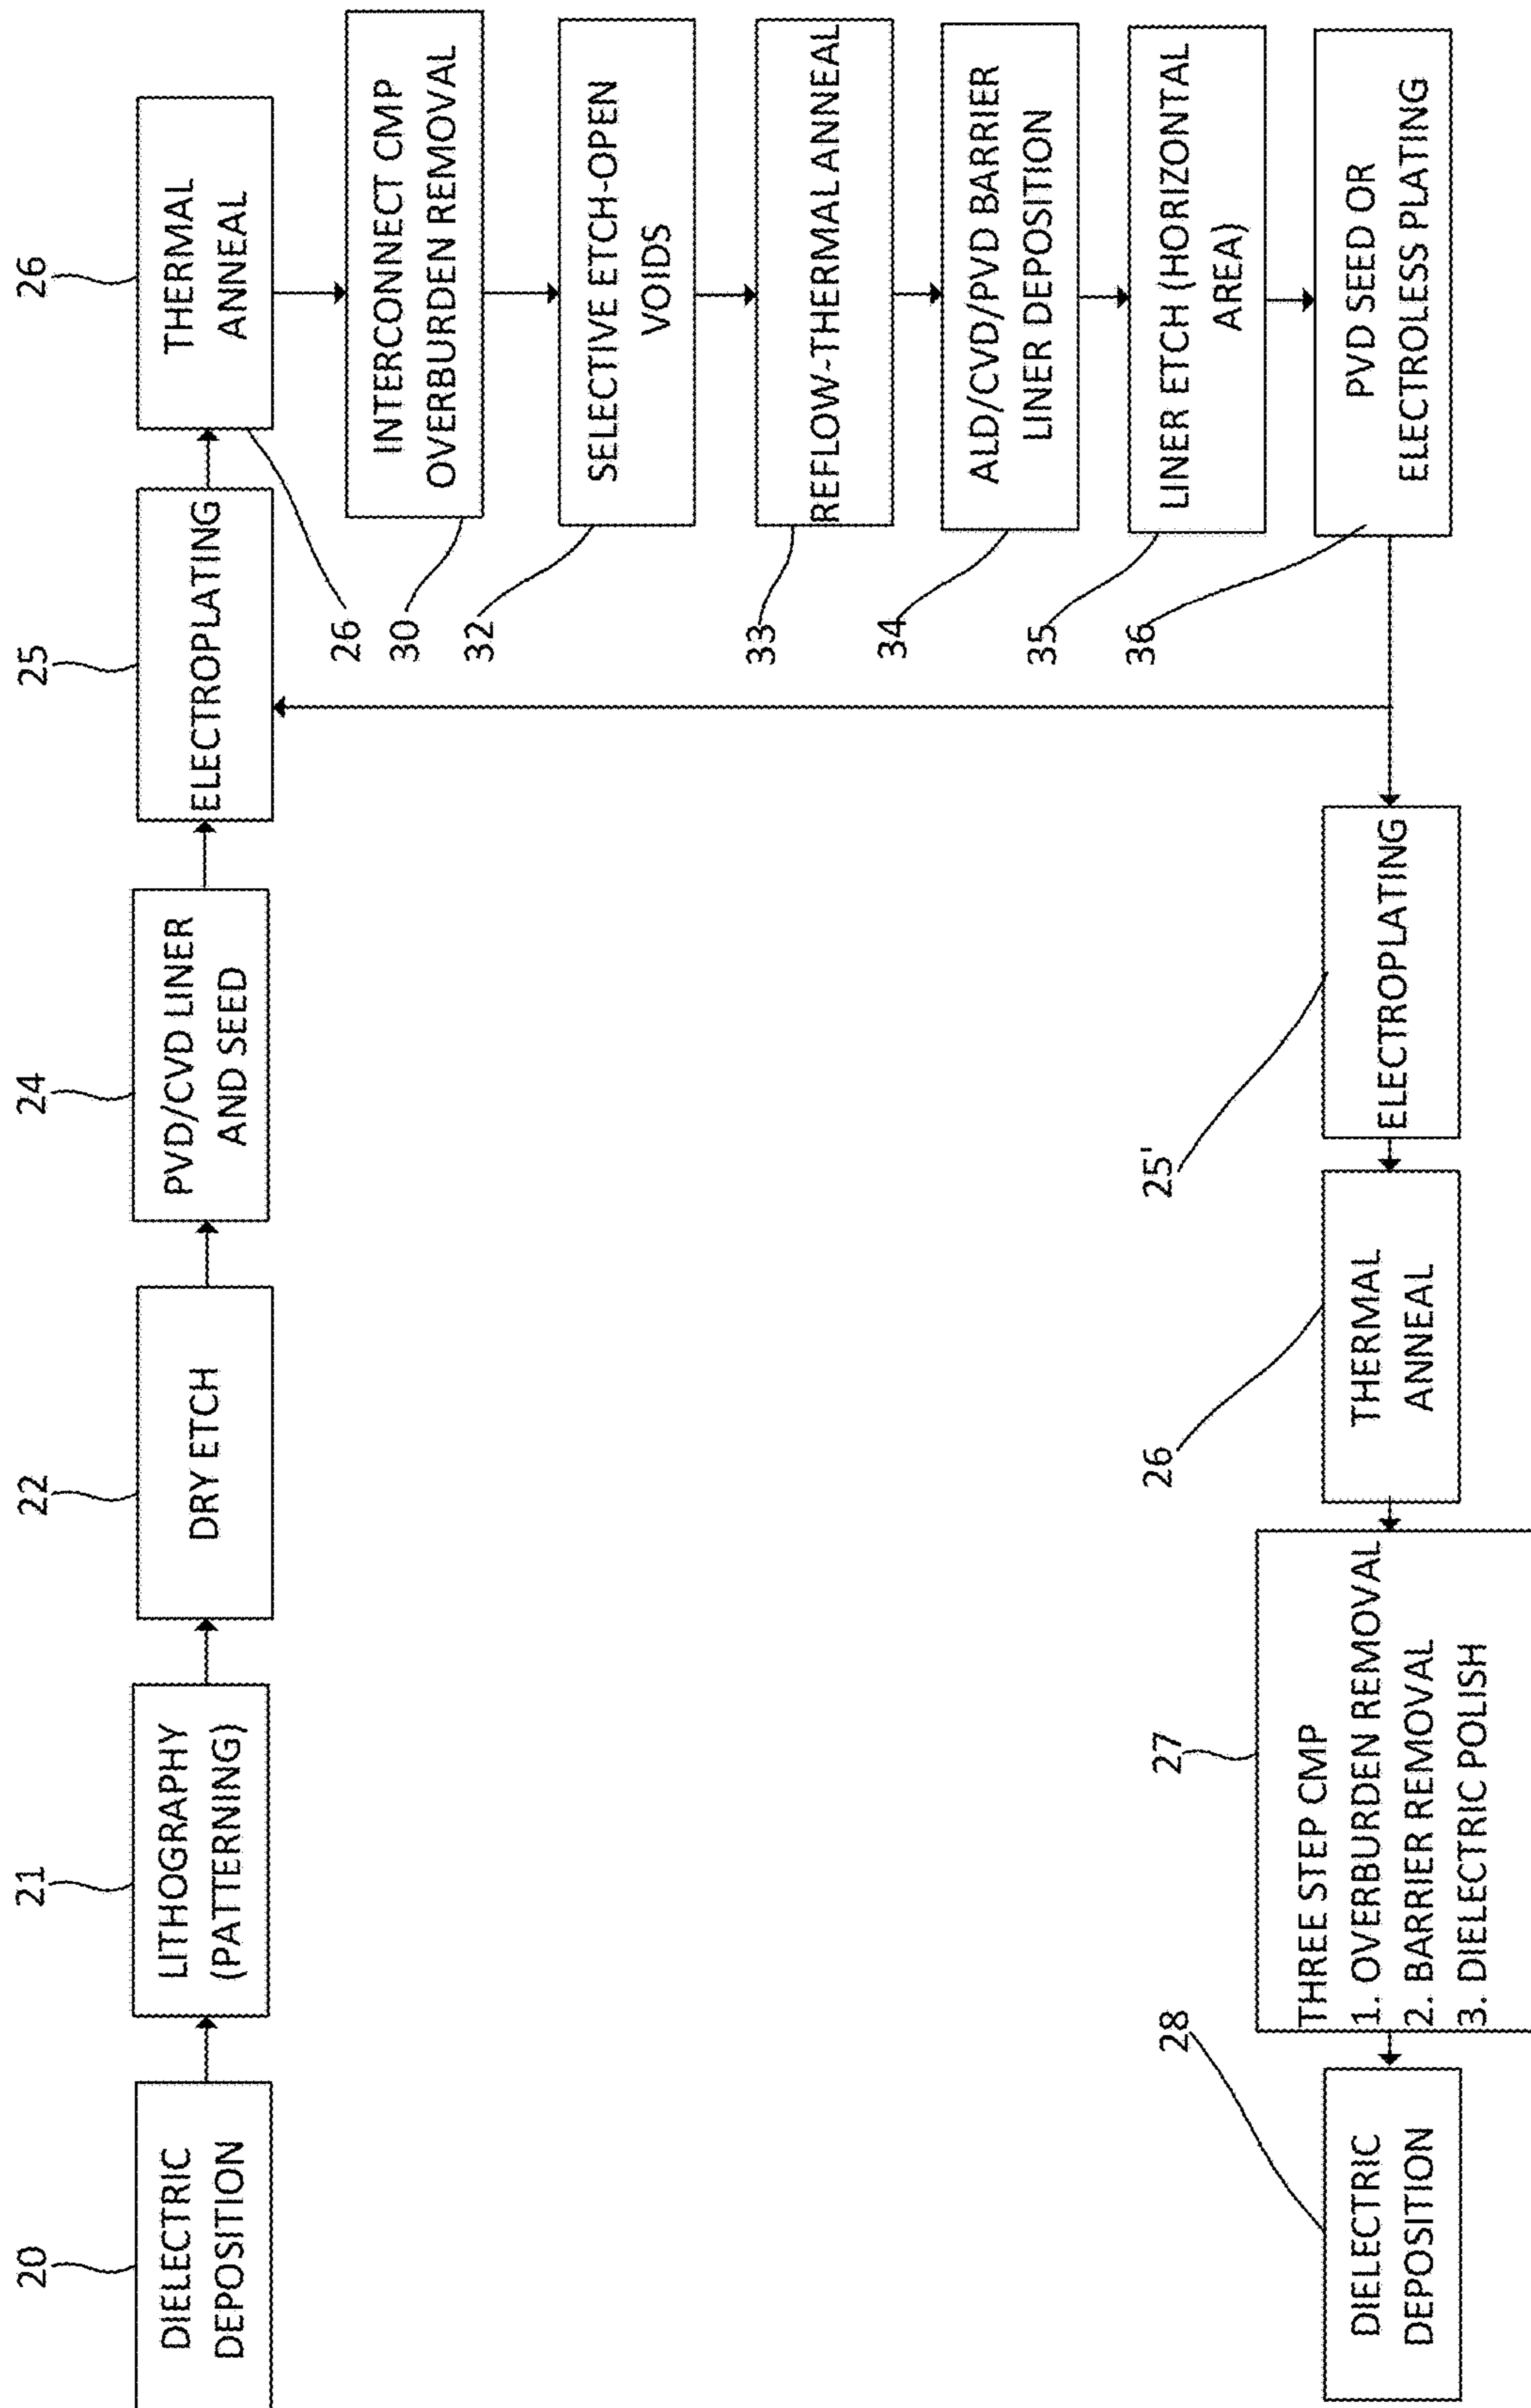 20
DIELECTRIC
DEPOSITION
21
LITHOGRAPHY
(PATTERNING)
22
DRY ETCH
24
PVD/CVD LINER
AND SEED
25
ELECTROPLATING
26
THERMAL
ANNEAL
26
30
INTERCONNECT CMP
OVERBURDEN REMOVAL
32
SELECTIVE ETCH-OPEN
VOIDS
33
REFLOW-THERMAL ANNEAL
34
ALD/CVD/PVD BARRIER
LINER DEPOSITION
35
LINER ETCH (HORIZONTAL
AREA)
36
PVD SEED OR
ELECTROLESS PLATING
25'
ELECTROPLATING
26
THERMAL
ANNEAL
27
THREE STEP CMP
1. OVERBURDEN REMOVAL
2. BARRIER REMOVAL
3. DIELECTRIC POLISH
28
DIELECTRIC
DEPOSITION